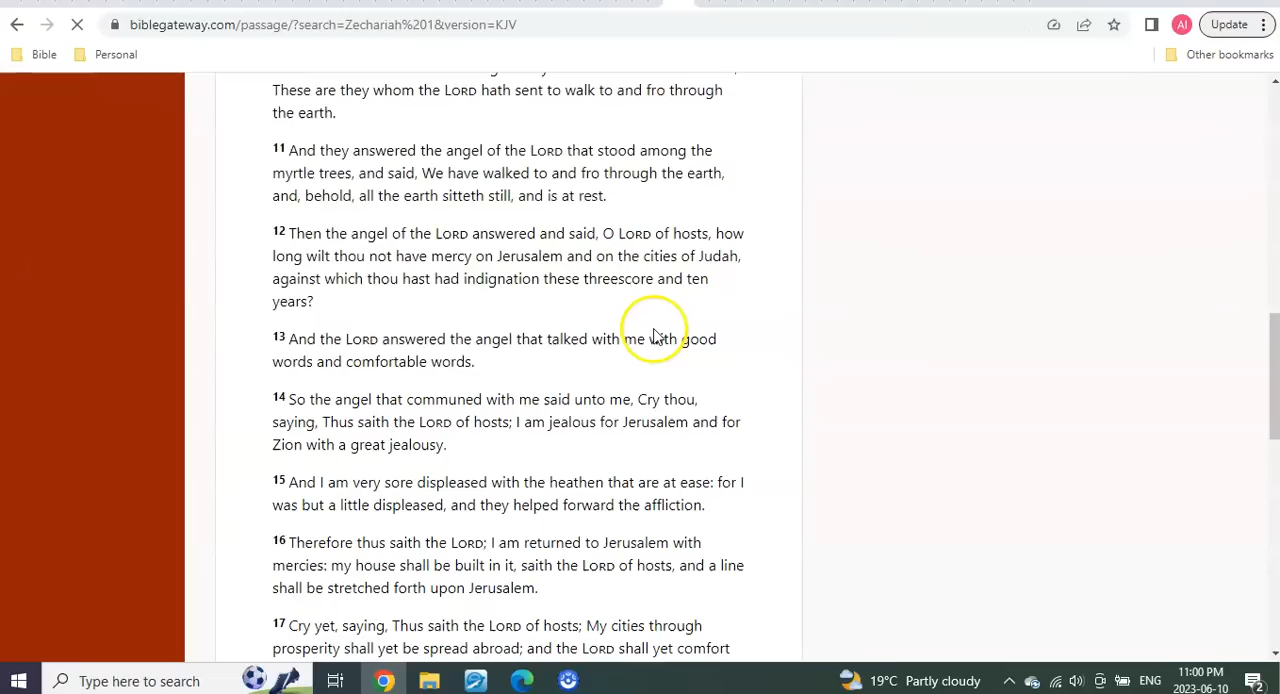 biblegateway.com/passage/?search=Zechariah%201&version=KJV
AI
Update
Bible
Personal
Other bookmarks
These are they whom the LORD hath sent to walk to and fro through
the earth.
11 And they answered the angel of the LORD that stood among the
myrtle trees, and said, We have walked to and fro through the earth,
and, behold, all the earth sitteth still, and is at rest.
12 Then the angel of the LORD answered and said, O LORD of hosts, how
long wilt thou not have mercy on Jerusalem and on the cities of Judah,
against which thou hast had indignation these threescore and ten
years?
13 And the LORD answered the angel that talked with me with good
words and comfortable words.
14 So the angel that communed with me said unto me, Cry thou,
saying, Thus saith the LORD of hosts; I am jealous for Jerusalem and for
Zion with a great jealousy.
15 And I am very sore displeased with the heathen that are at ease: for I
was but a little displeased, and they helped forward the affliction.
16 Therefore thus saith the LORD; I am returned to Jerusalem with
mercies: my house shall be built in it, saith the LORD of hosts, and a line
shall be stretched forth upon Jerusalem.
17 Cry yet, saying, Thus saith the LORD of hosts; My cities through
prosperity shall yet be spread abroad; and the LORD shall yet comfort
Type here to search
19°C Partly cloudy
ENG
11:00 PM
2023-06-10
2